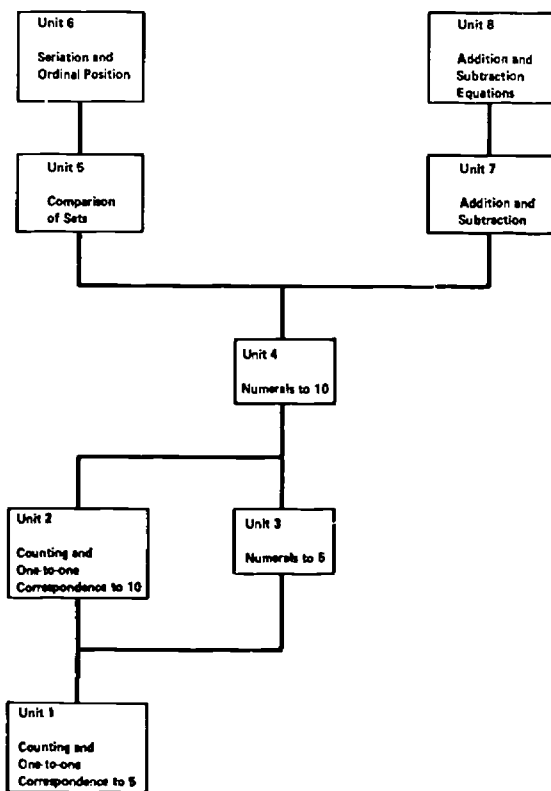 Unit 6
Seriation and
Ordinal Position
Unit 8
Addition and
Subtraction
Equations
Unit 5
Comparison
of Sets
Unit 7
Addition and
Subtraction
Unit 4
Numerals to 10
Unit 2
Counting and
One-to-one
Correspondence to 10
Unit 3
Numerals to 5
Unit 1
Counting and
One-to-one
Correspondence to 5